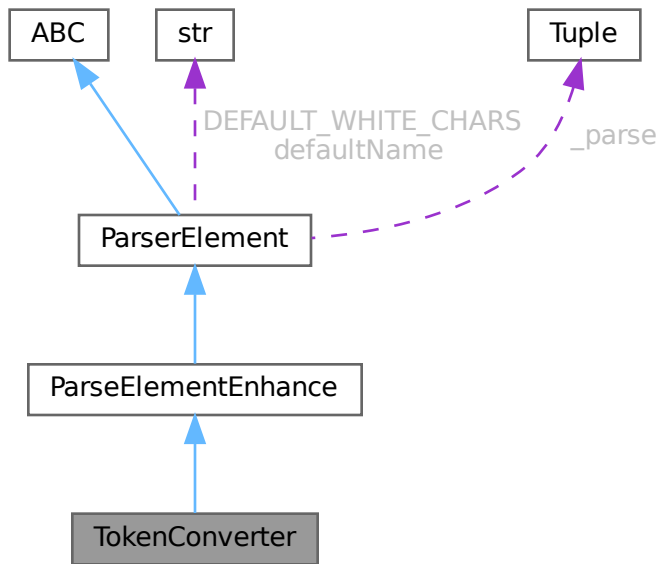 ABC
str
Tuple
DEFAULT_WHITE_CHARS
defaultName
_parse
ParserElement
ParseElementEnhance
TokenConverter